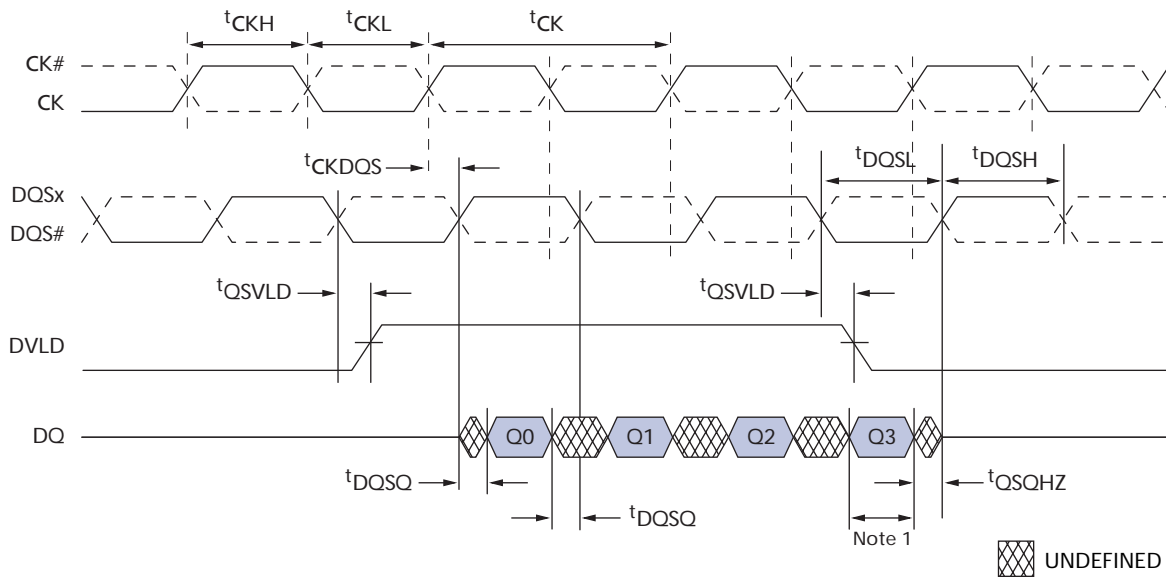 tCKH tCKL tCK
CK#
CK
tCKDQS
tDQSL tDQSH
DQSx
DQS#
tQSVLD tQSVLD
DVLD
DQ Q0 Q1 Q2 Q3
tDQSQ tQSQHZ
tDQSQ
Note 1
UNDEFINED